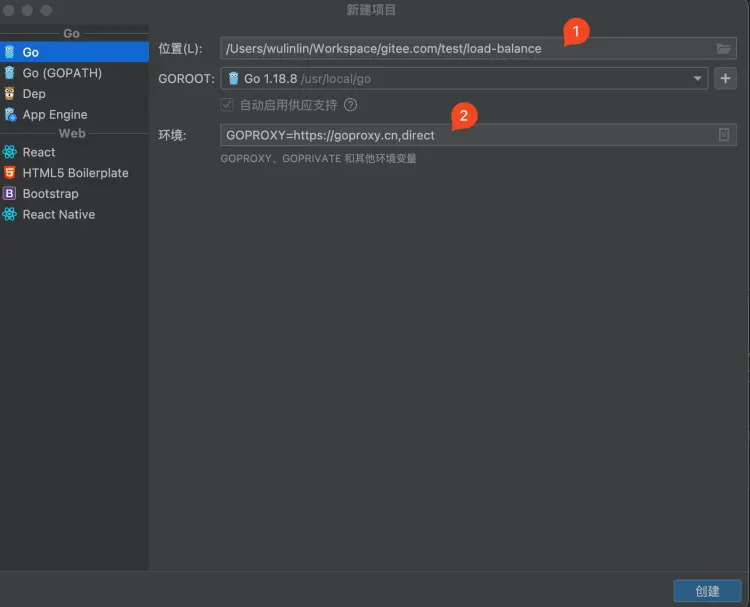 新建项目
Go
Go
Go (GOPATH)
Dep
App Engine
Web
React
HTML5 Boilerplate
Bootstrap
React Native
位置(L): /Users/wulinlin/Workspace/gitee.com/test/load-balance
1
GOROOT: Go 1.18.8 /usr/local/go
自动启用供应支持 ?
2
环境: GOPROXY=https://goproxy.cn,direct
GOPROXY、GOPRIVATE 和其他环境变量
创建